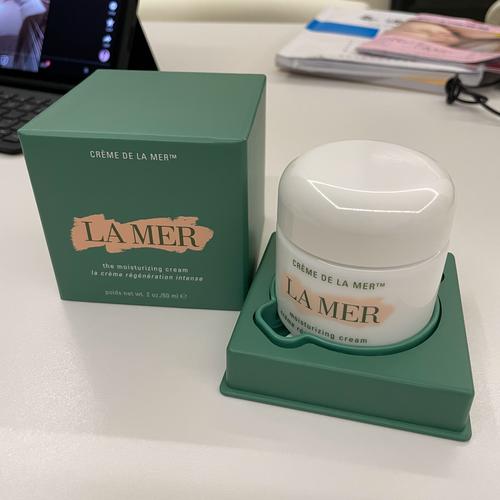 CRÈME DE LA MER™
LA MER
the moisturizing cream
la crème régénération intense
poids net wt. 2 oz./60 ml e
CRÈME DE LA MER™
LA MER
moisturizing cream
crème